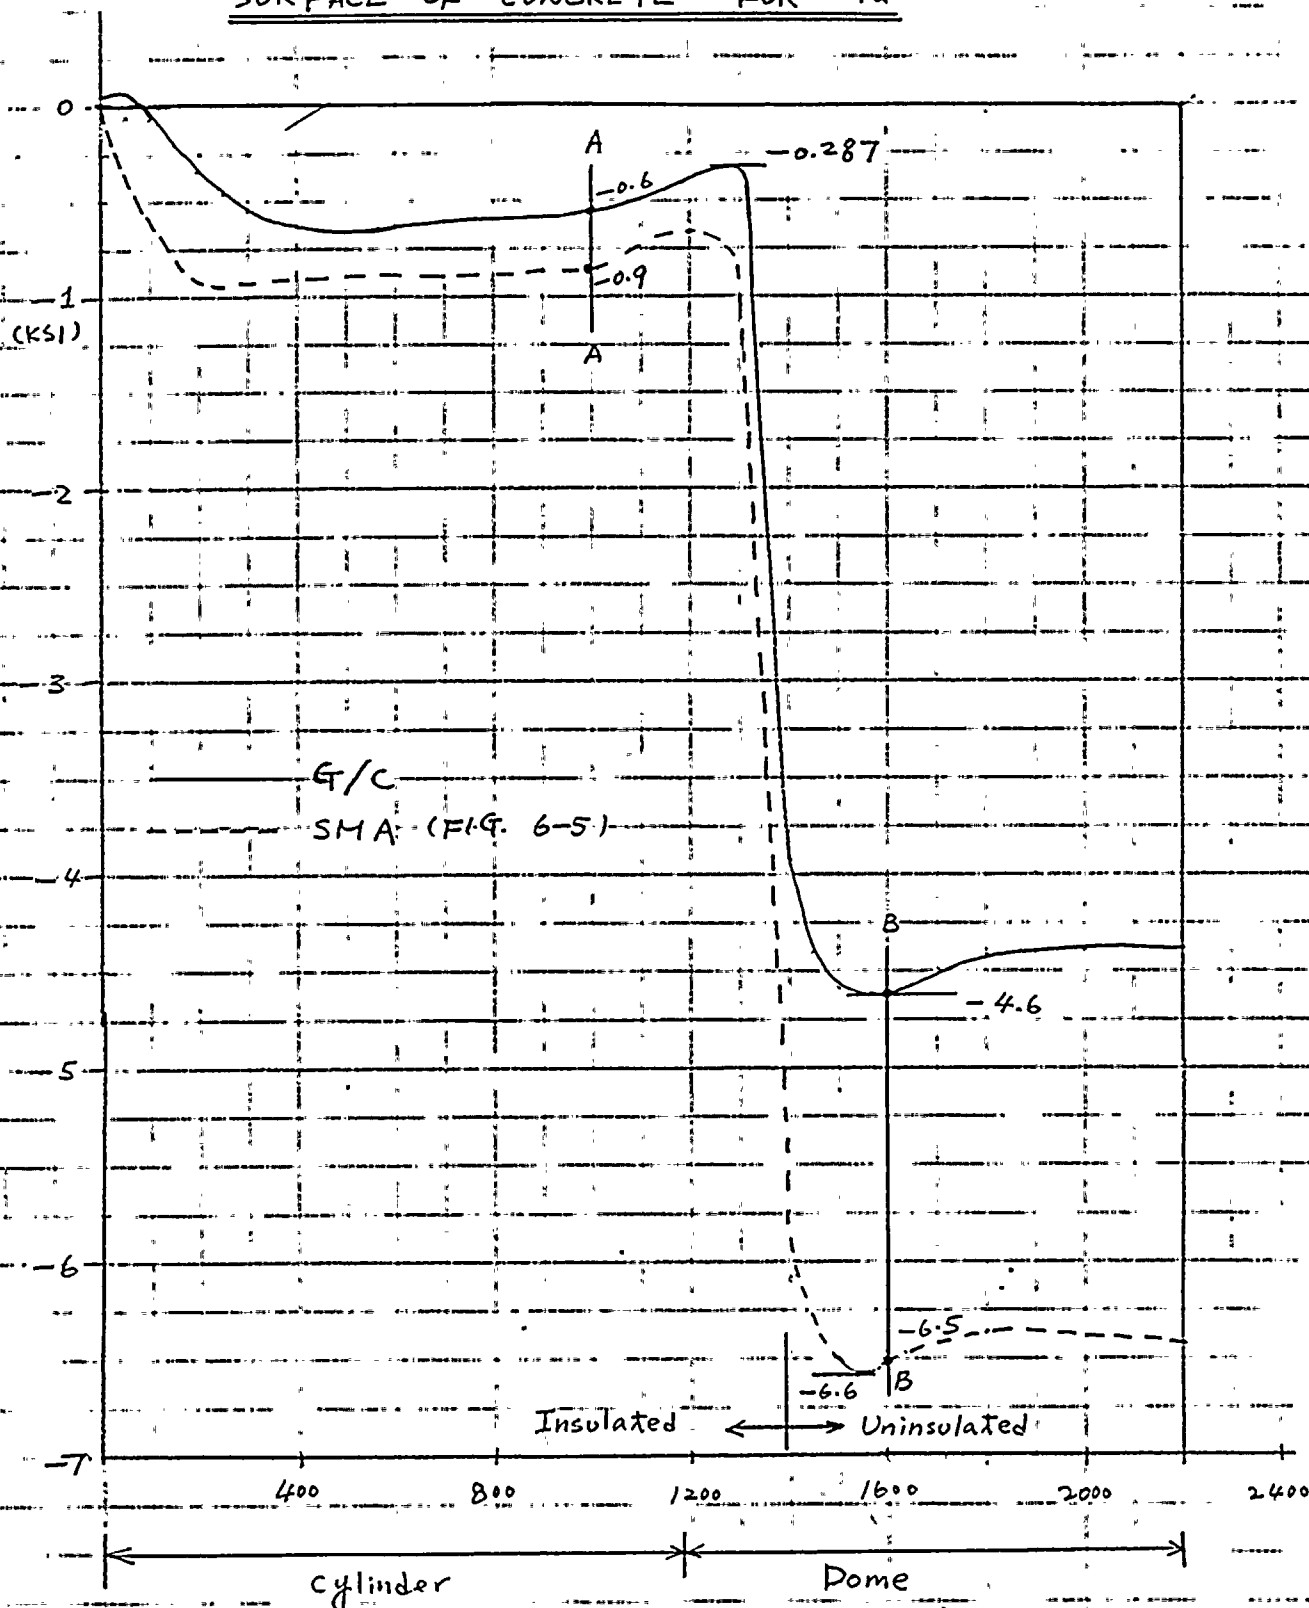 SURFACE OF CONCRETE FOR Ta
0
A
-0.287
-0.6
-0.9
-1
(KSI)
A
-2
-3
G/C
SMA (FIG. 6-5)
-4
B
-4.6
-5
-6
-6.5
-6.6
B
Insulated
Uninsulated
-7
400
800
1200
1600
2000
2400
Cylinder
Dome